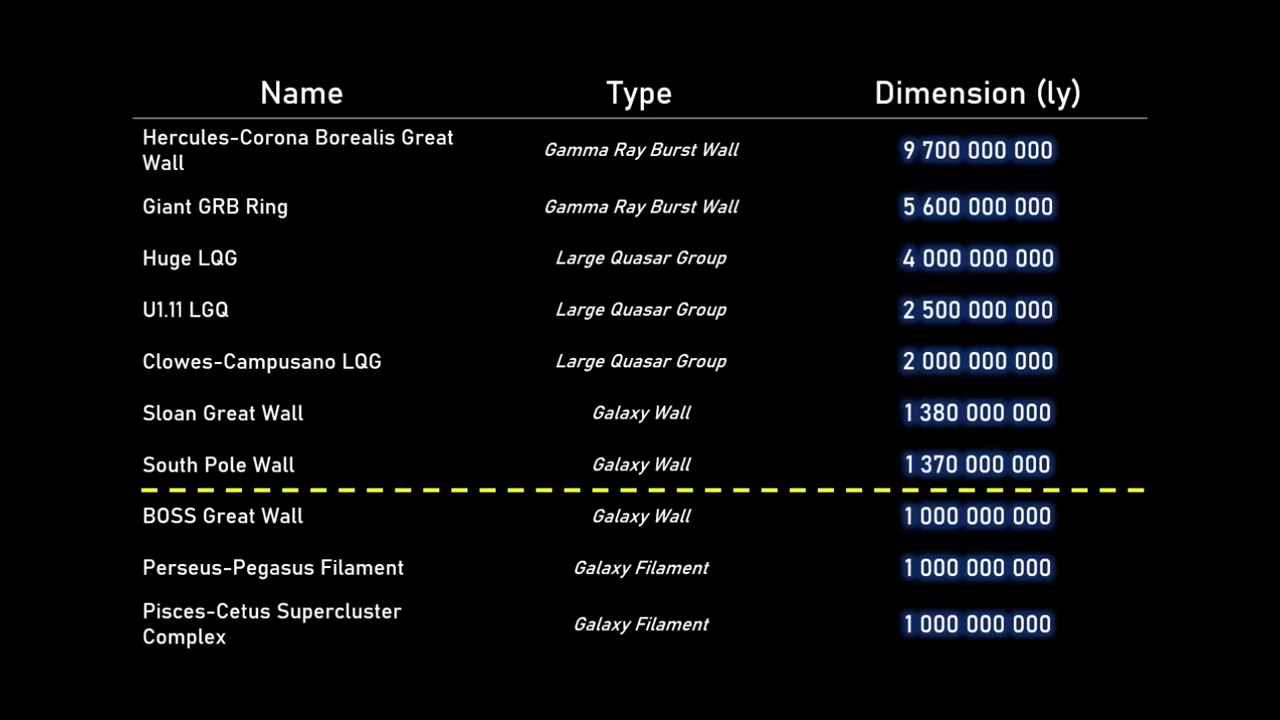 Name Type Dimension (ly)
Hercules-Corona Borealis Great
Wall Gamma Ray Burst Wall 9 700 000 000
Giant GRB Ring Gamma Ray Burst Wall 5 600 000 000
Huge LQG Large Quasar Group 4 000 000 000
U1.11 LGQ Large Quasar Group 2 500 000 000
Clowes-Campusano LQG Large Quasar Group 2 000 000 000
Sloan Great Wall Galaxy Wall 1 380 000 000
South Pole Wall Galaxy Wall 1 370 000 000
BOSS Great Wall Galaxy Wall 1 000 000 000
Perseus-Pegasus Filament Galaxy Filament 1 000 000 000
Pisces-Cetus Supercluster
Complex Galaxy Filament 1 000 000 000